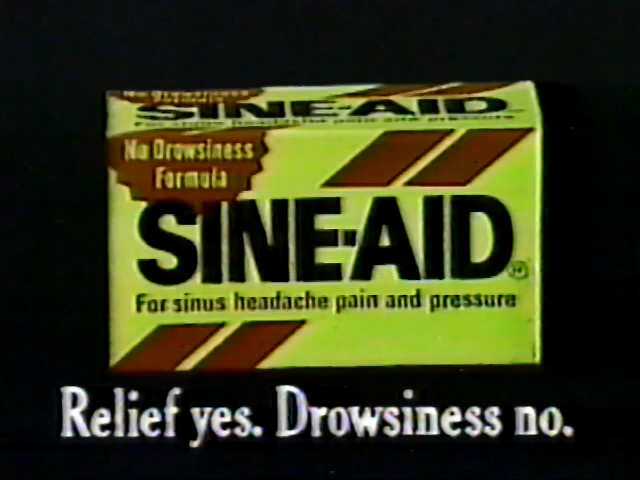 SINE-AID
No Drowsiness
Formula
SINE-AID®
For sinus headache pain and pressure
Relief yes. Drowsiness no.